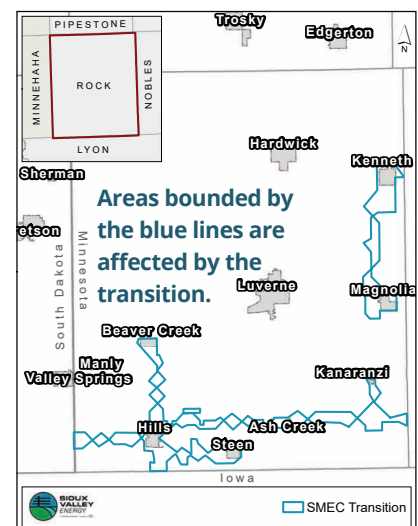 PIPESTONE
MINNEHAHA
ROCK
NOBLES
LYON
Trosky
Edgerton
N
Hardwick
Kenneth
Sherman
Areas bounded by
the blue lines are
affected by the
transition.
etson
South Dakota
Minnesota
Luverne
Magnolia
Beaver Creek
Manly
Valley Springs
Kanaranzi
Hills
Ash Creek
Steen
Iowa
SIOUX
VALLEY
ENERGY
SMEC Transition